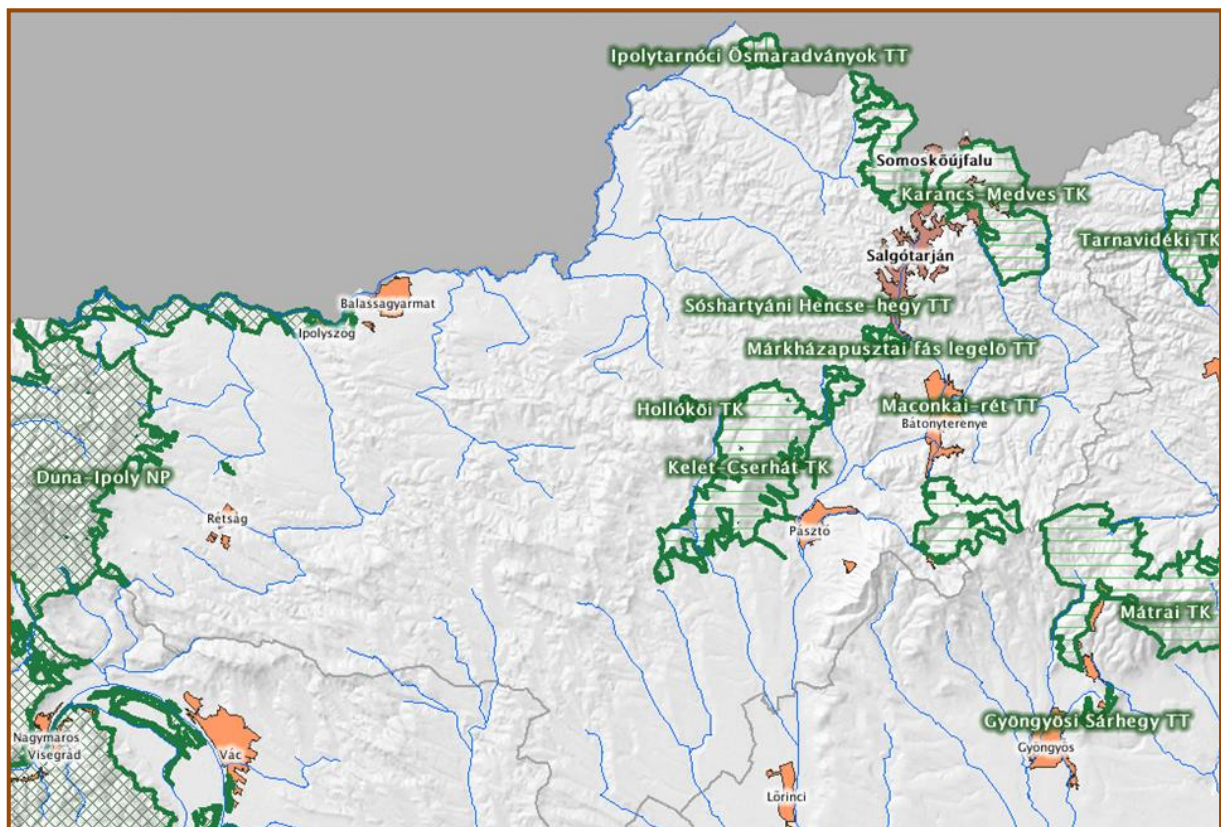 Ipolytarnóci Ősmaradványok TT
Somoskőújfalu
Karancs-Medves TK
Tarnavidéki TK
Salgótarján
Balassagyarmat
Ipolyszög
Sóshartyáni Hencse-hegy TT
Márkházapusztai fás legelő TT
Hollókői TK
Maconkai-rét TT
Bátonyterenye
Kelet-Cserhát TK
Duna-Ipoly NP
Rétság
Pásztó
Mátrai TK
Gyöngyösi Sárhegy TT
Gyöngyös
Nagymaros
Visegrád
Vác
Lőrinci